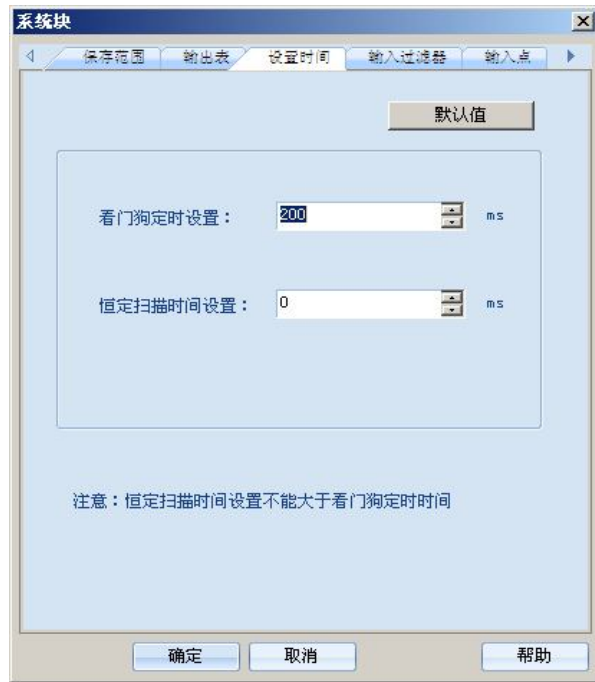 系统块
保存范围 输出表 设置时间 输入过滤器 输入点
默认值
看门狗定时设置： 200 ms
恒定扫描时间设置： 0 ms
注意：恒定扫描时间设置不能大于看门狗定时时间
确定 取消 帮助